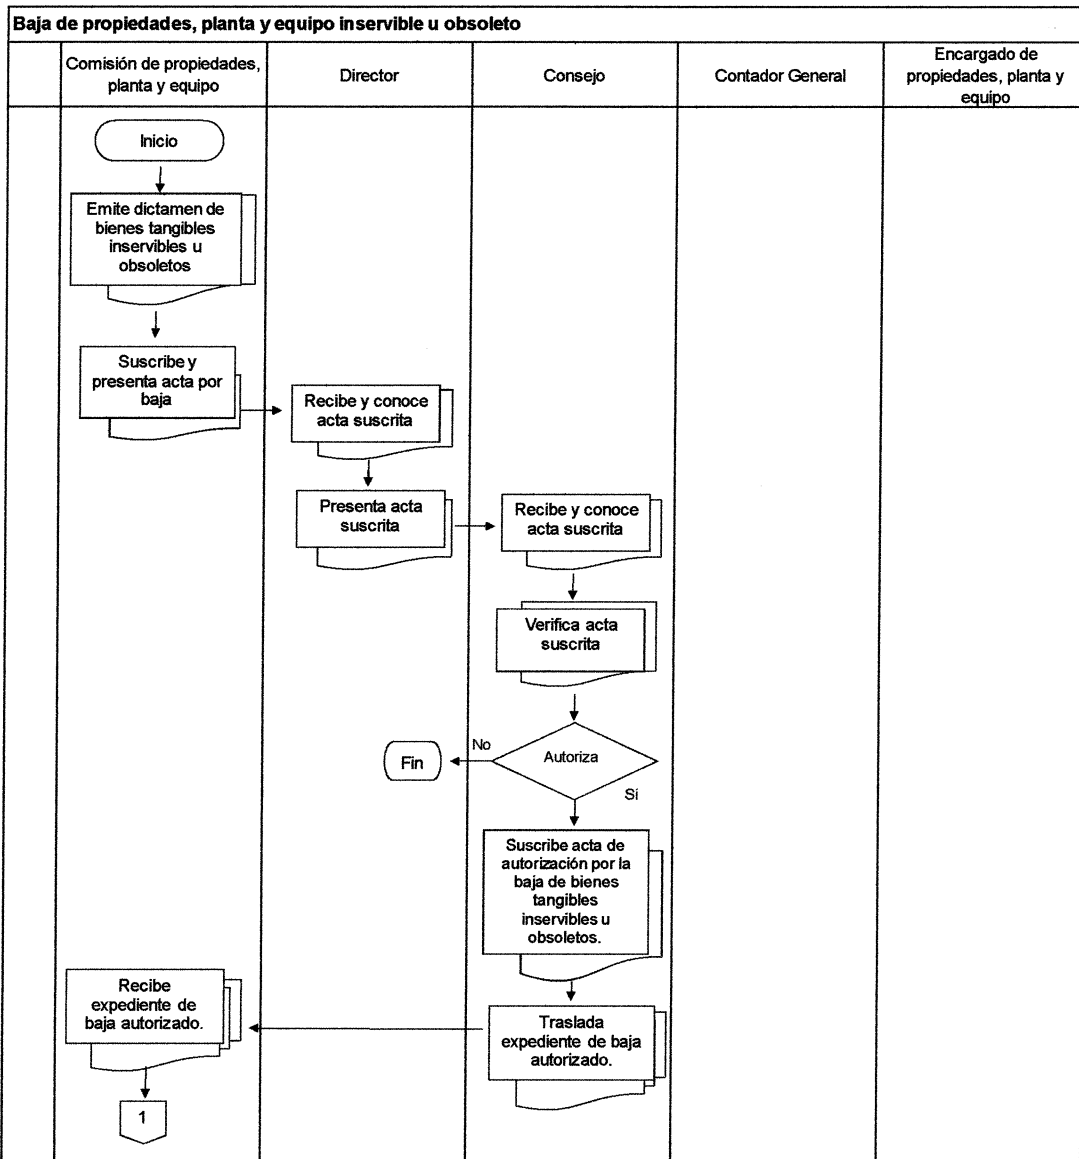 Baja de propiedades, planta y equipo inservible u obsoleto
Comisión de propiedades,
planta y equipo
Director
Consejo
Contador General
Encargado de
propiedades, planta y
equipo
Inicio
Emite dictamen de
bienes tangibles
inservibles u
obsoletos
Suscribe y
presenta acta por
baja
Recibe y conoce
acta suscrita
Presenta acta
suscrita
Recibe y conoce
acta suscrita
Verifica acta
suscrita
Autoriza
No
Fin
Sí
Suscribe acta de
autorización por la
baja de bienes
tangibles
inservibles u
obsoletos.
Traslada
expediente de baja
autorizado.
Recibe
expediente de
baja autorizado.
1